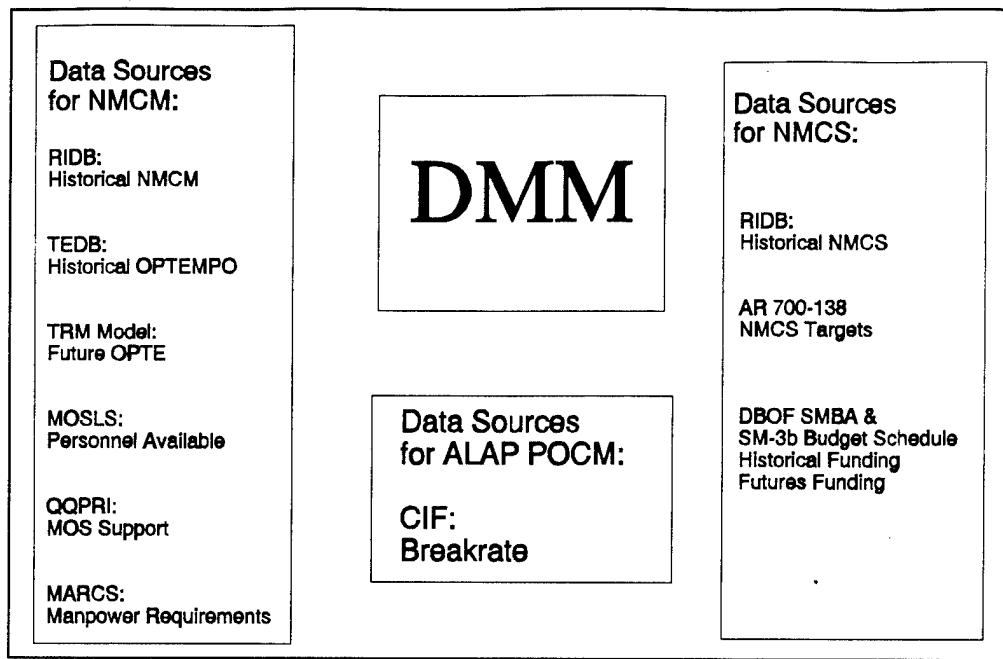 Data Sources
for NMCM:
RIDB:
Historical NMCM
TEDB:
Historical OPTEMPO
TRM Model:
Future OPTE
MOSLS:
Personnel Available
QQPRI:
MOS Support
MARCS:
Manpower Requirements
DMM
Data Sources
for ALAP POCM:
CIF:
Breakrate
Data Sources
for NMCS:
RIDB:
Historical NMCS
AR 700-138
NMCS Targets
DBOF SMBA &
SM-3b Budget Schedule
Historical Funding
Futures Funding